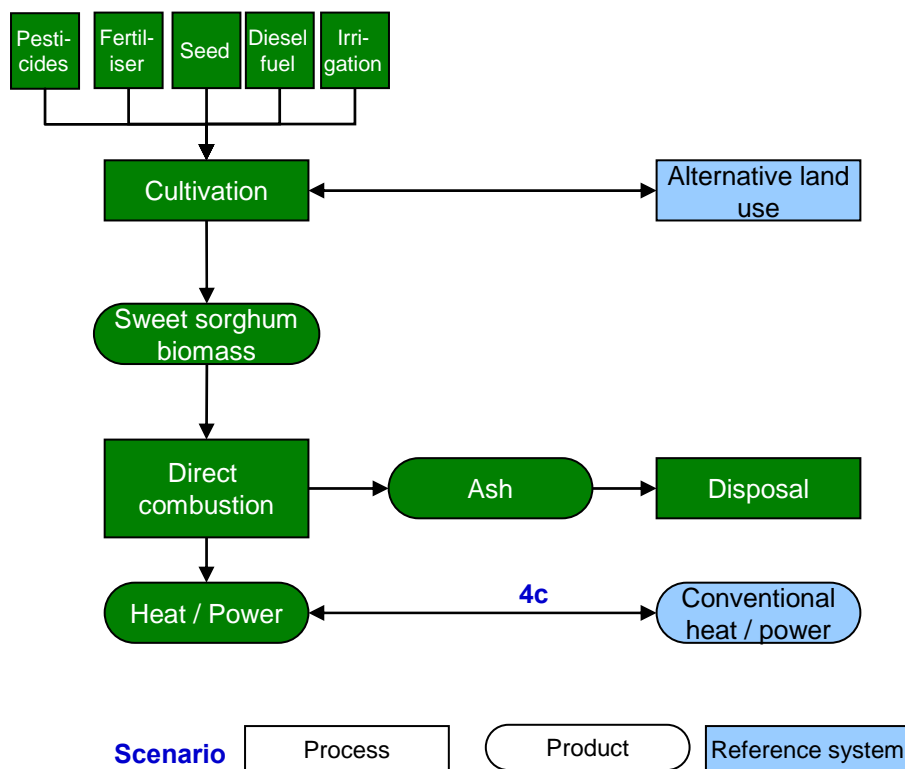 Pesti-
cides
Fertil-
iser
Seed
Diesel
fuel
Irri-
gation
Cultivation
Alternative land
use
Sweet sorghum
biomass
Direct
combustion
Ash
Disposal
Heat / Power
4c
Conventional
heat / power
Scenario
Process
Product
Reference system